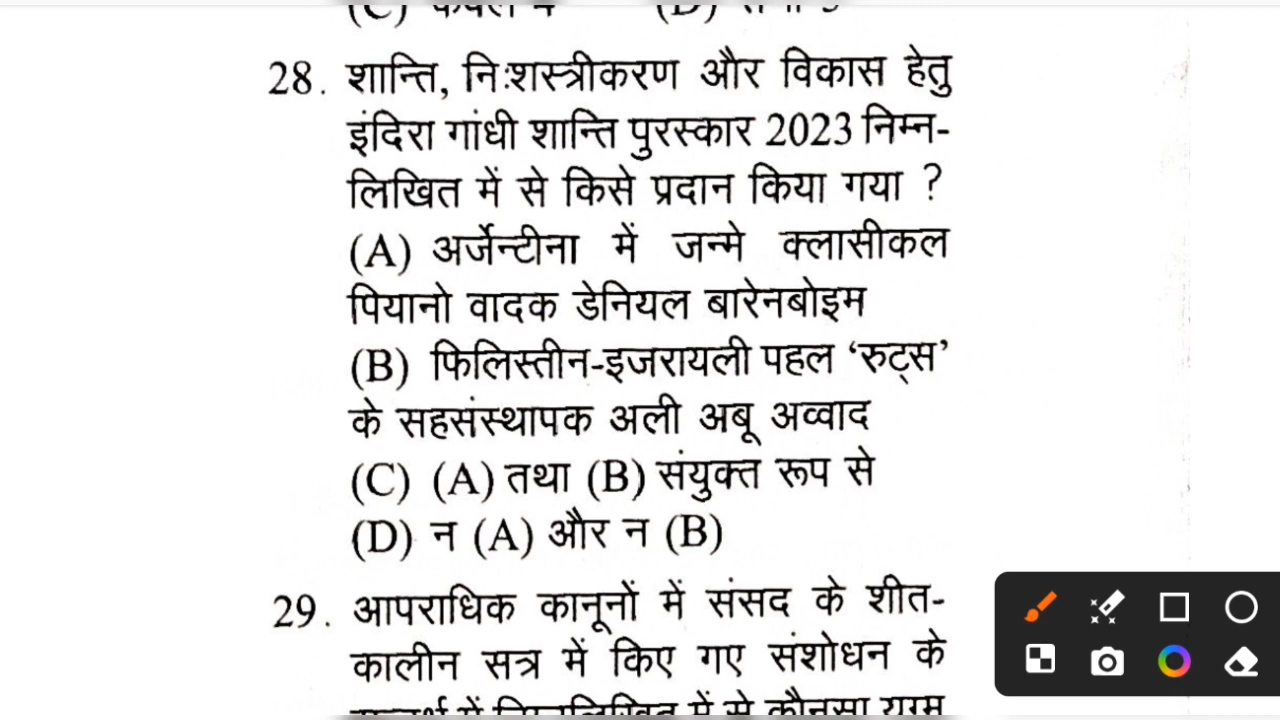 28. शान्ति, निःशस्त्रीकरण और विकास हेतु
इंदिरा गांधी शान्ति पुरस्कार 2023 निम्न-
लिखित में से किसे प्रदान किया गया ?
(A) अर्जेन्टीना में जन्मे क्लासीकल
पियानो वादक डेनियल बारेनबोइम
(B) फिलिस्तीन-इजरायली पहल ‘रुट्स’
के सहसंस्थापक अली अबू अव्वाद
(C) (A) तथा (B) संयुक्त रूप से
(D) न (A) और न (B)
29. आपराधिक कानूनों में संसद के शीत-
कालीन सत्र में किए गए संशोधन के
में से कौनसा युग्म